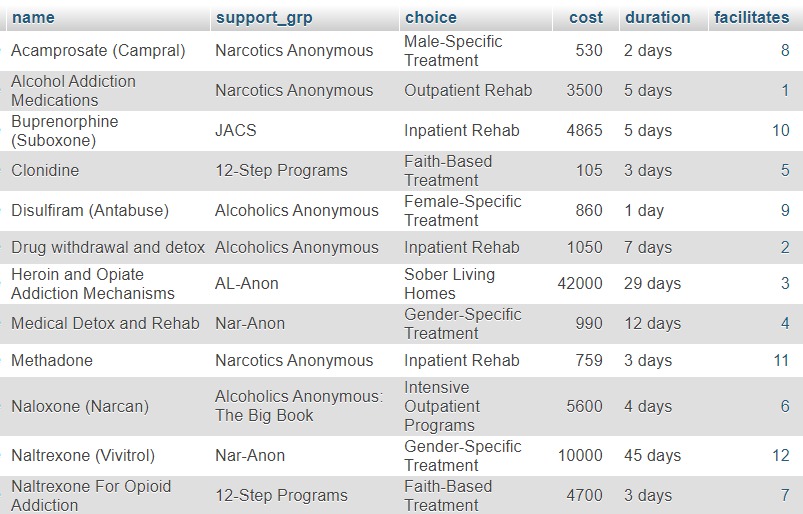 name support_grp choice cost duration facilitates
Acamprosate (Campral) Narcotics Anonymous Male-Specific Treatment 530 2 days 8
Alcohol Addiction Medications Narcotics Anonymous Outpatient Rehab 3500 5 days 1
Buprenorphine (Suboxone) JACS Inpatient Rehab 4865 5 days 10
Clonidine 12-Step Programs Faith-Based Treatment 105 3 days 5
Disulfiram (Antabuse) Alcoholics Anonymous Female-Specific Treatment 860 1 day 9
Drug withdrawal and detox Alcoholics Anonymous Inpatient Rehab 1050 7 days 2
Heroin and Opiate Addiction Mechanisms AL-Anon Sober Living Homes 42000 29 days 3
Medical Detox and Rehab Nar-Anon Gender-Specific Treatment 990 12 days 4
Methadone Narcotics Anonymous Inpatient Rehab 759 3 days 11
Naloxone (Narcan) Alcoholics Anonymous: The Big Book Intensive Outpatient Programs 5600 4 days 6
Naltrexone (Vivitrol) Nar-Anon Gender-Specific Treatment 10000 45 days 12
Naltrexone For Opioid Addiction 12-Step Programs Faith-Based Treatment 4700 3 days 7